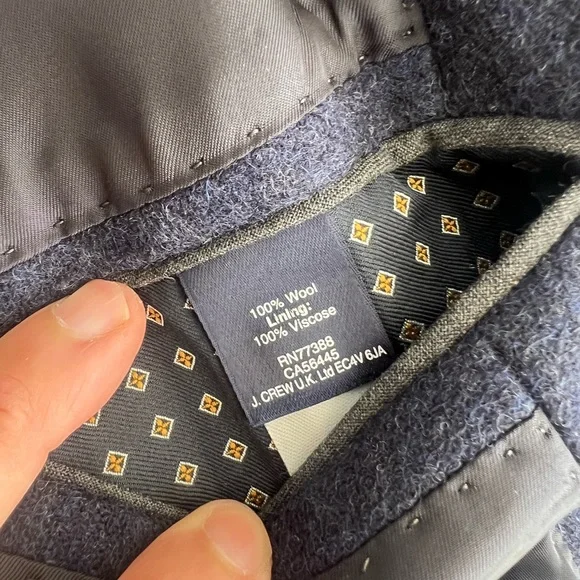 100% Wool
Lining:
100% Viscose
RN77388
CA56445
J. CREW U.K. Ltd EC4V 6JA